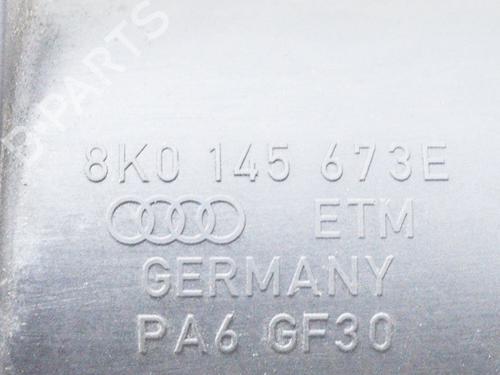 B-PARTS
8K0 145 673E
ETM
GERMANY
PA6 GF30